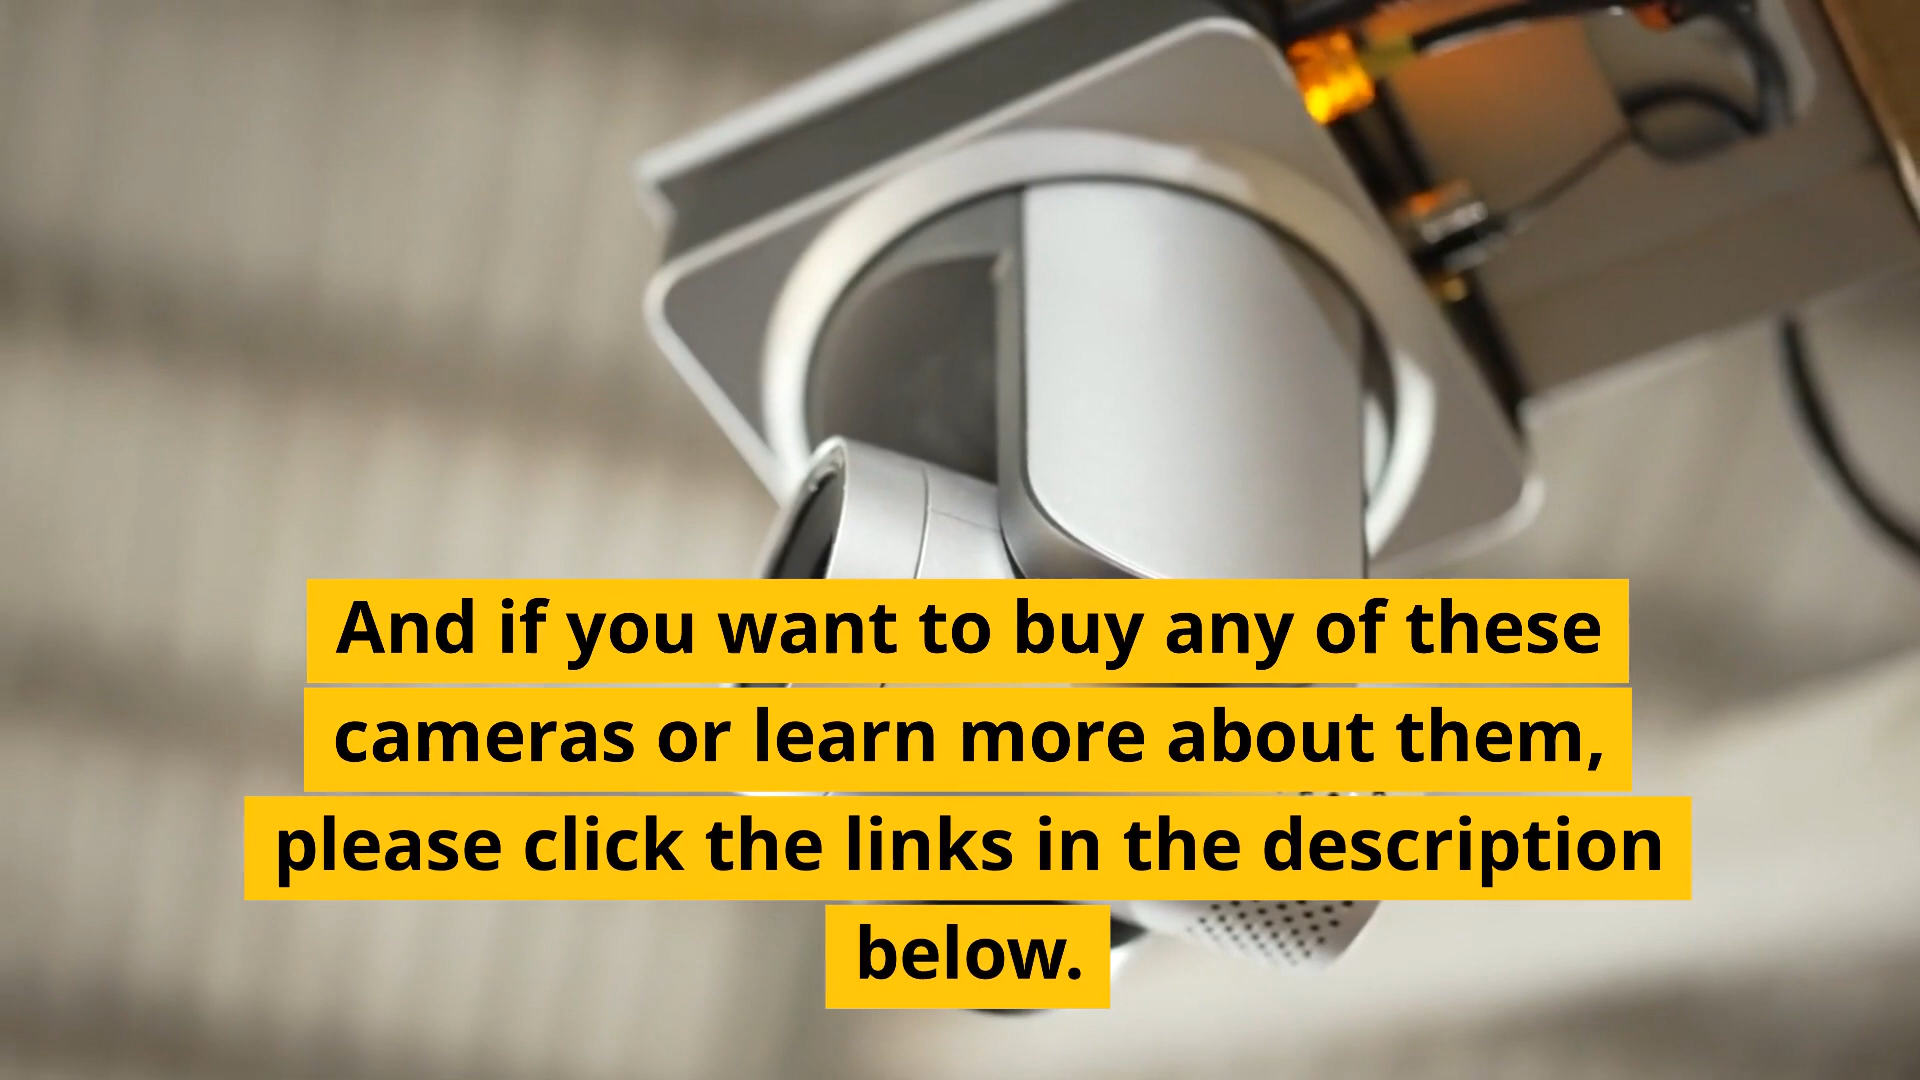 And if you want to buy any of these
cameras or learn more about them,
please click the links in the description
below.